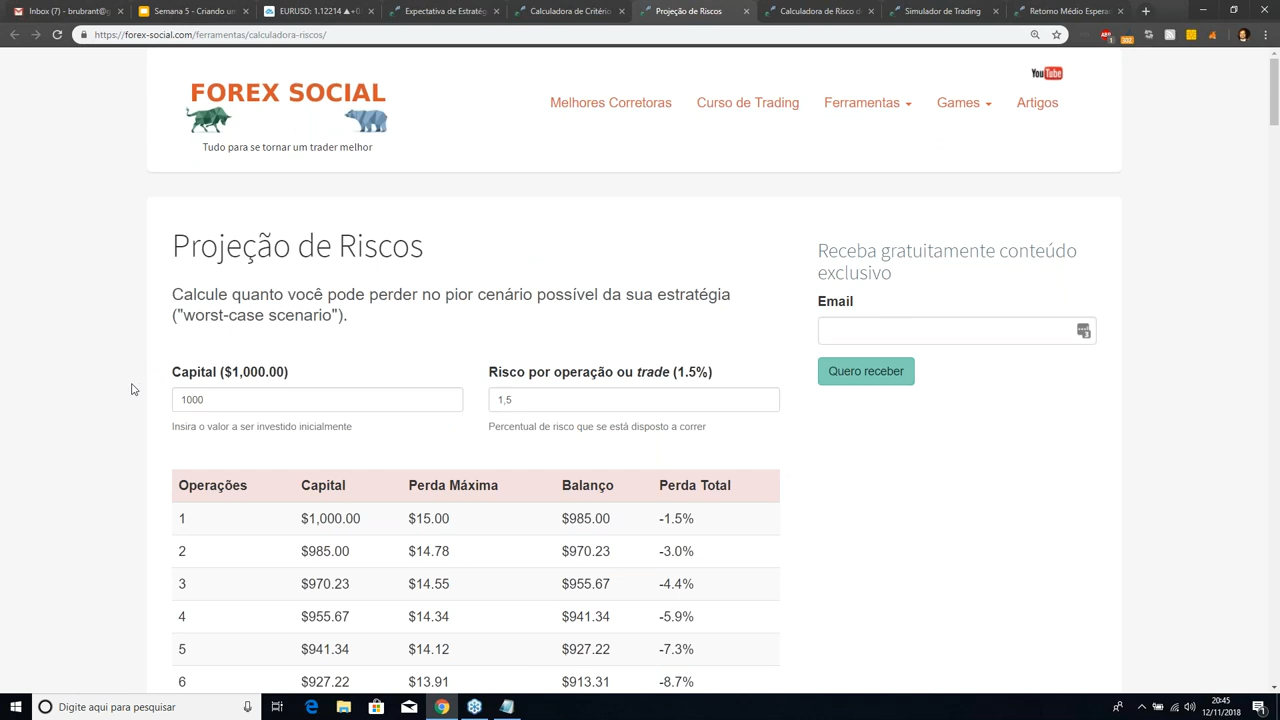 Inbox (17) - brubrant@g
Semana 5 - Criando um
EURUSD: 1.12214▲+0
Expectativa de Estratég
Calculadora de Critério
Projeção de Riscos
Calculadora de Risco d
Simulador de Trading
Retorno Médio Espera
https://forex-social.com/ferramentas/calculadora-riscos/
1
332
YouTube
FOREX SOCIAL
Melhores Corretoras Curso de Trading Ferramentas Games Artigos
Tudo para se tornar um trader melhor
Projeção de Riscos
Calcule quanto você pode perder no pior cenário possível da sua estratégia
("worst-case scenario").
Receba gratuitamente conteúdo
exclusivo
Email
Quero receber
Capital ($1,000.00) Risco por operação ou trade (1.5%)
1000 1,5
Insira o valor a ser investido inicialmente Percentual de risco que se está disposto a correr
Operações Capital Perda Máxima Balanço Perda Total
1 $1,000.00 $15.00 $985.00 -1.5%
2 $985.00 $14.78 $970.23 -3.0%
3 $970.23 $14.55 $955.67 -4.4%
4 $955.67 $14.34 $941.34 -5.9%
5 $941.34 $14.12 $927.22 -7.3%
6 $927.22 $13.91 $913.31 -8.7%
Digite aqui para pesquisar
20:45
12/11/2018